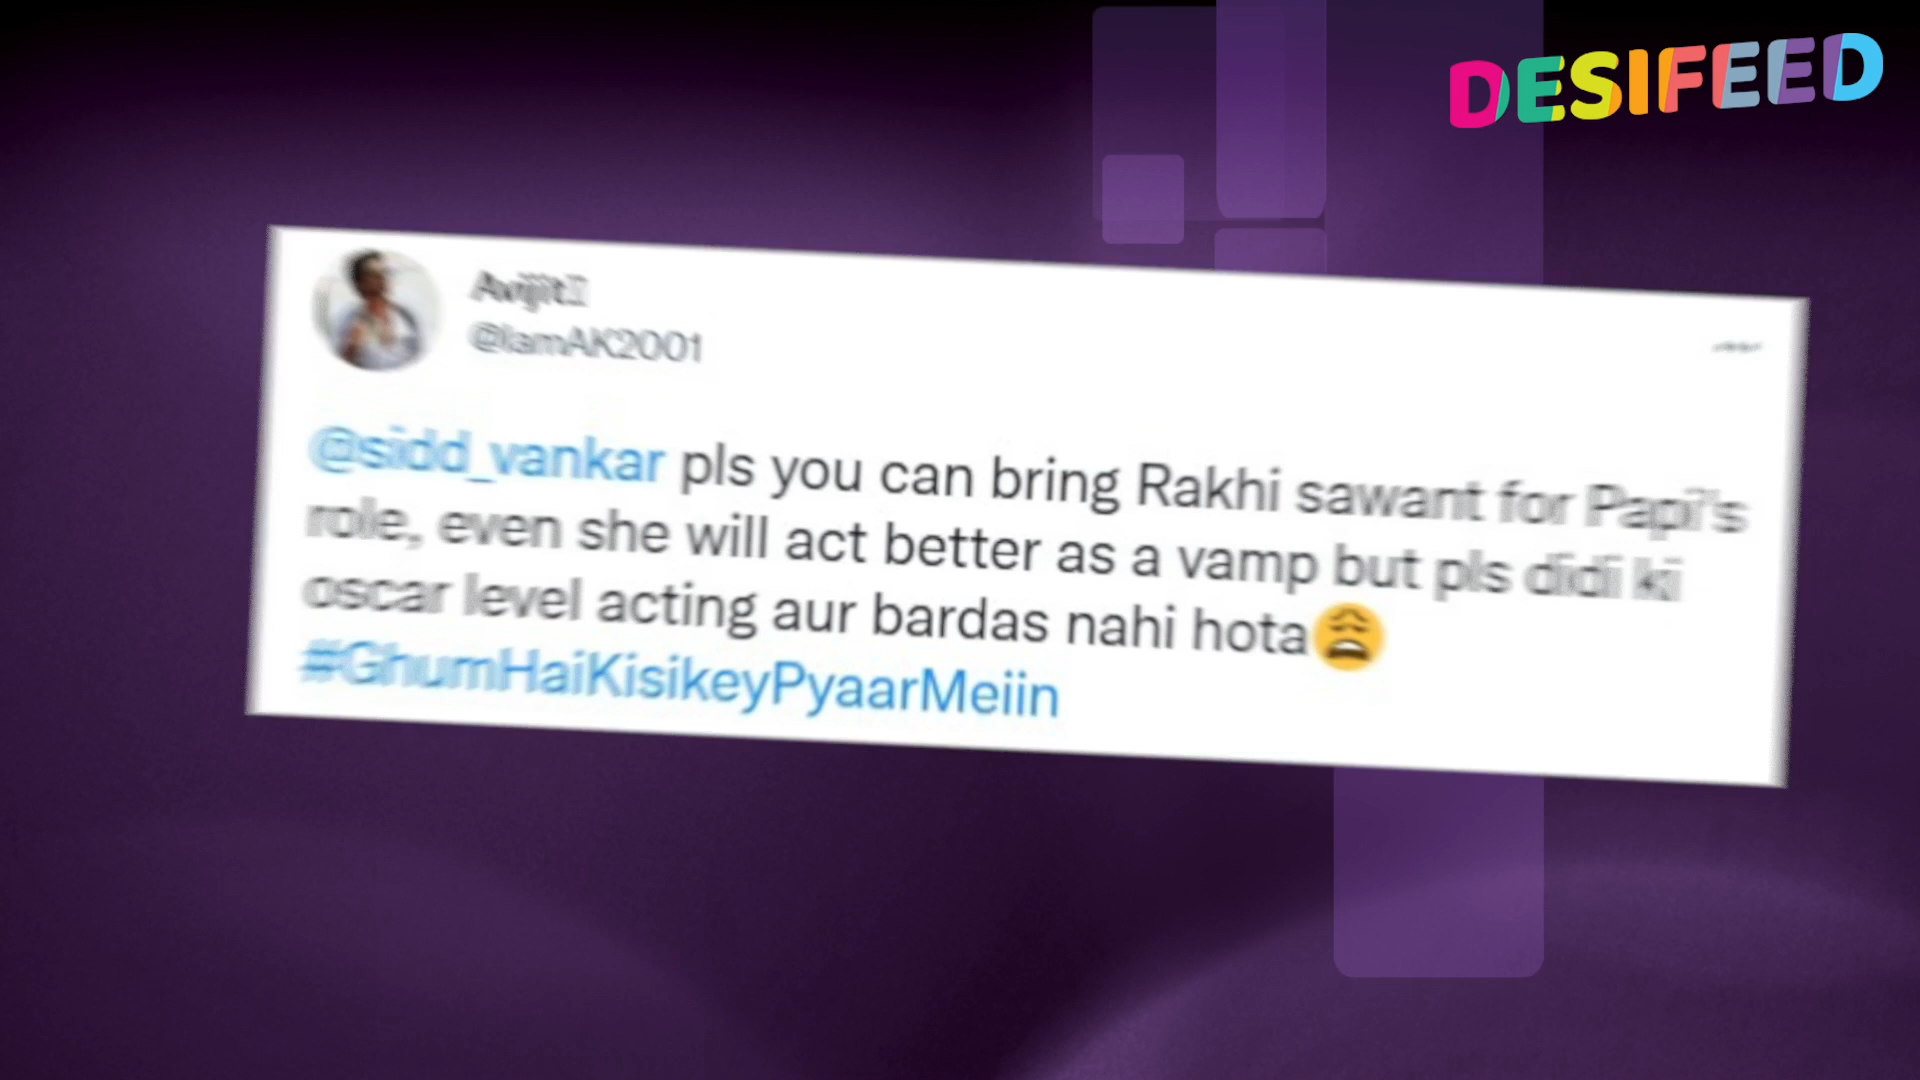 DESIFEED
Avijit
@IamAK2001
@sidd_vankar pls you can bring Rakhi sawant for Papi's
role, even she will act better as a vamp but pls didi ki
oscar level acting aur bardas nahi hota😩
#GhumHaiKisikeyPyaarMeiin